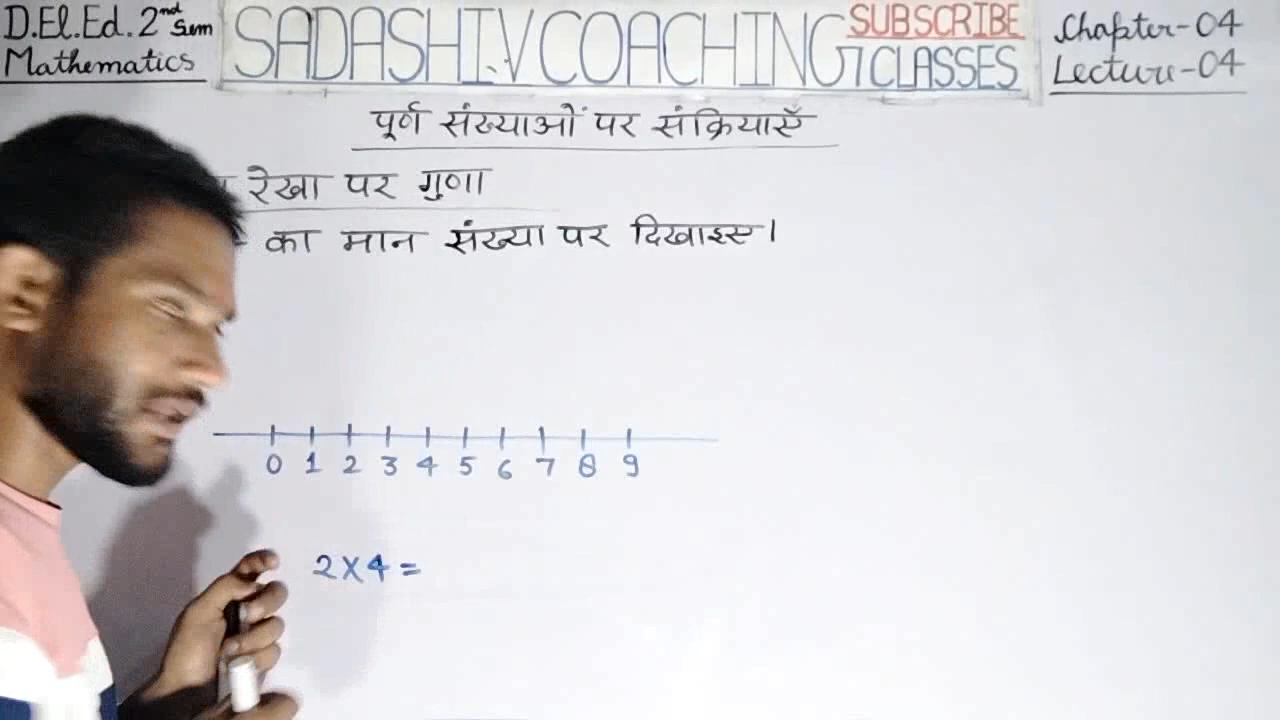 D.El.Ed. 2nd Sem
Mathematics
SADASHIV COACHING CLASSES
SUBSCRIBE
Chapter-04
Lecture-04
पूर्ण संख्याओं पर संक्रियाएँ
रेखा पर गुणा
का मान संख्या पर दिखाइए।
0 1 2 3 4 5 6 7 8 9
2×4=